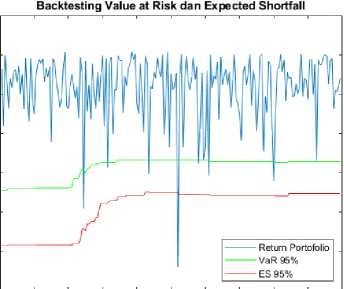 Backtesting Value at Risk dan Expected Shortfall
Return Portofolio
VaR 95%
ES 95%